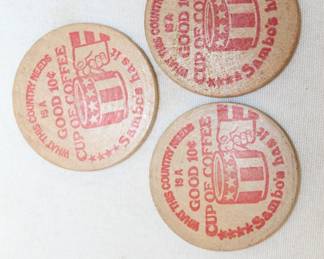 WHAT THIS COUNTRY NEEDS
IS A
GOOD 10¢
CUP OF COFFEE
Sambo's has it
WHAT THIS COUNTRY NEEDS
IS A
GOOD 10¢
CUP OF COFFEE
Sambo's has it
WHAT THIS COUNTRY NEEDS
IS A
GOOD 10¢
CUP OF COFFEE
Sambo's has it